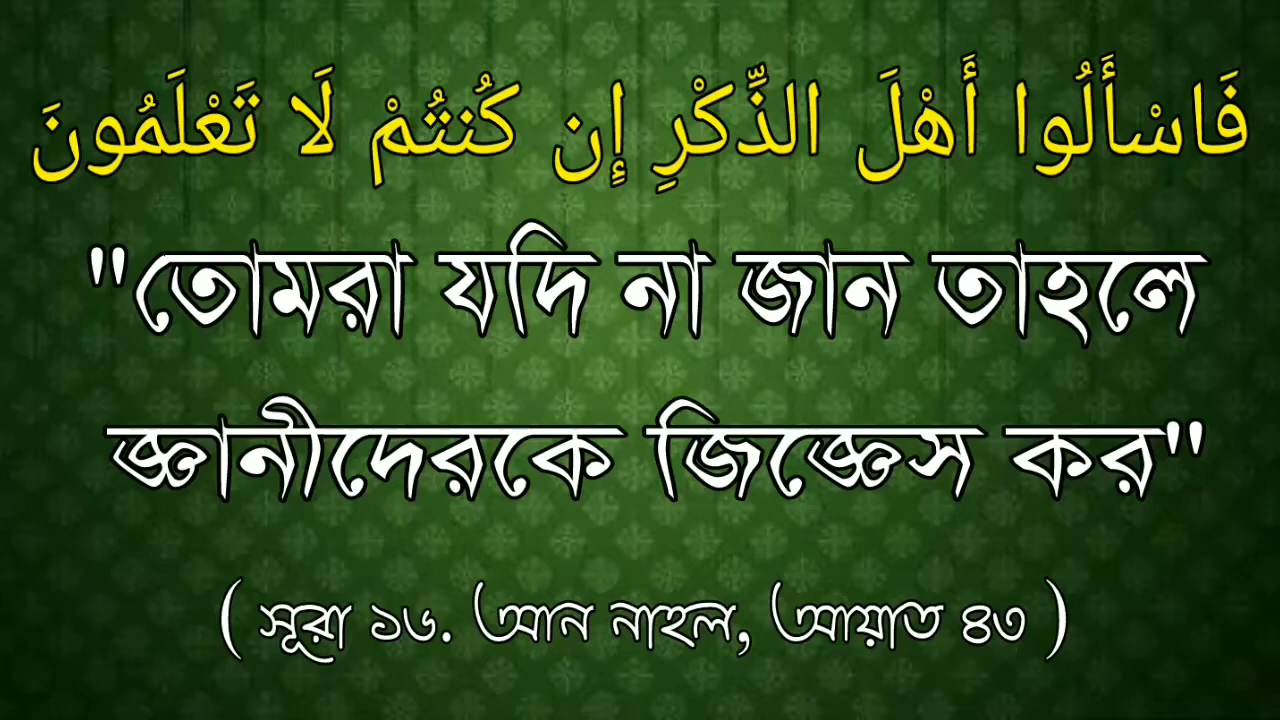 فَاسْأَلُوا أَهْلَ الذِّكْرِ إِن كُنتُمْ لَا تَعْلَمُونَ
"তোমরা যদি না জান তাহলে
জ্ঞানীদেরকে জিজ্ঞেস কর"
( সূরা ১৬. আন নাহল, আয়াত ৪৩ )